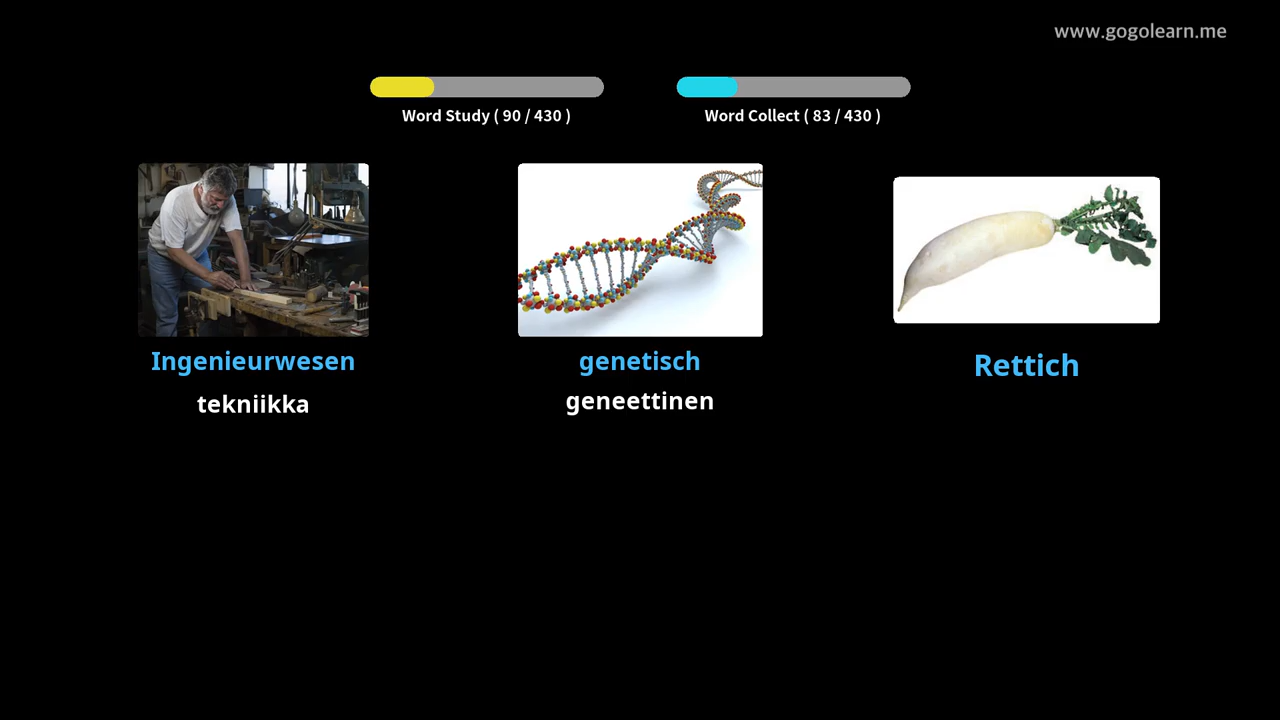 www.gogolearn.me
Word Study ( 90 / 430 )
Word Collect ( 83 / 430 )
Ingenieurwesen
tekniikka
genetisch
geneettinen
Rettich